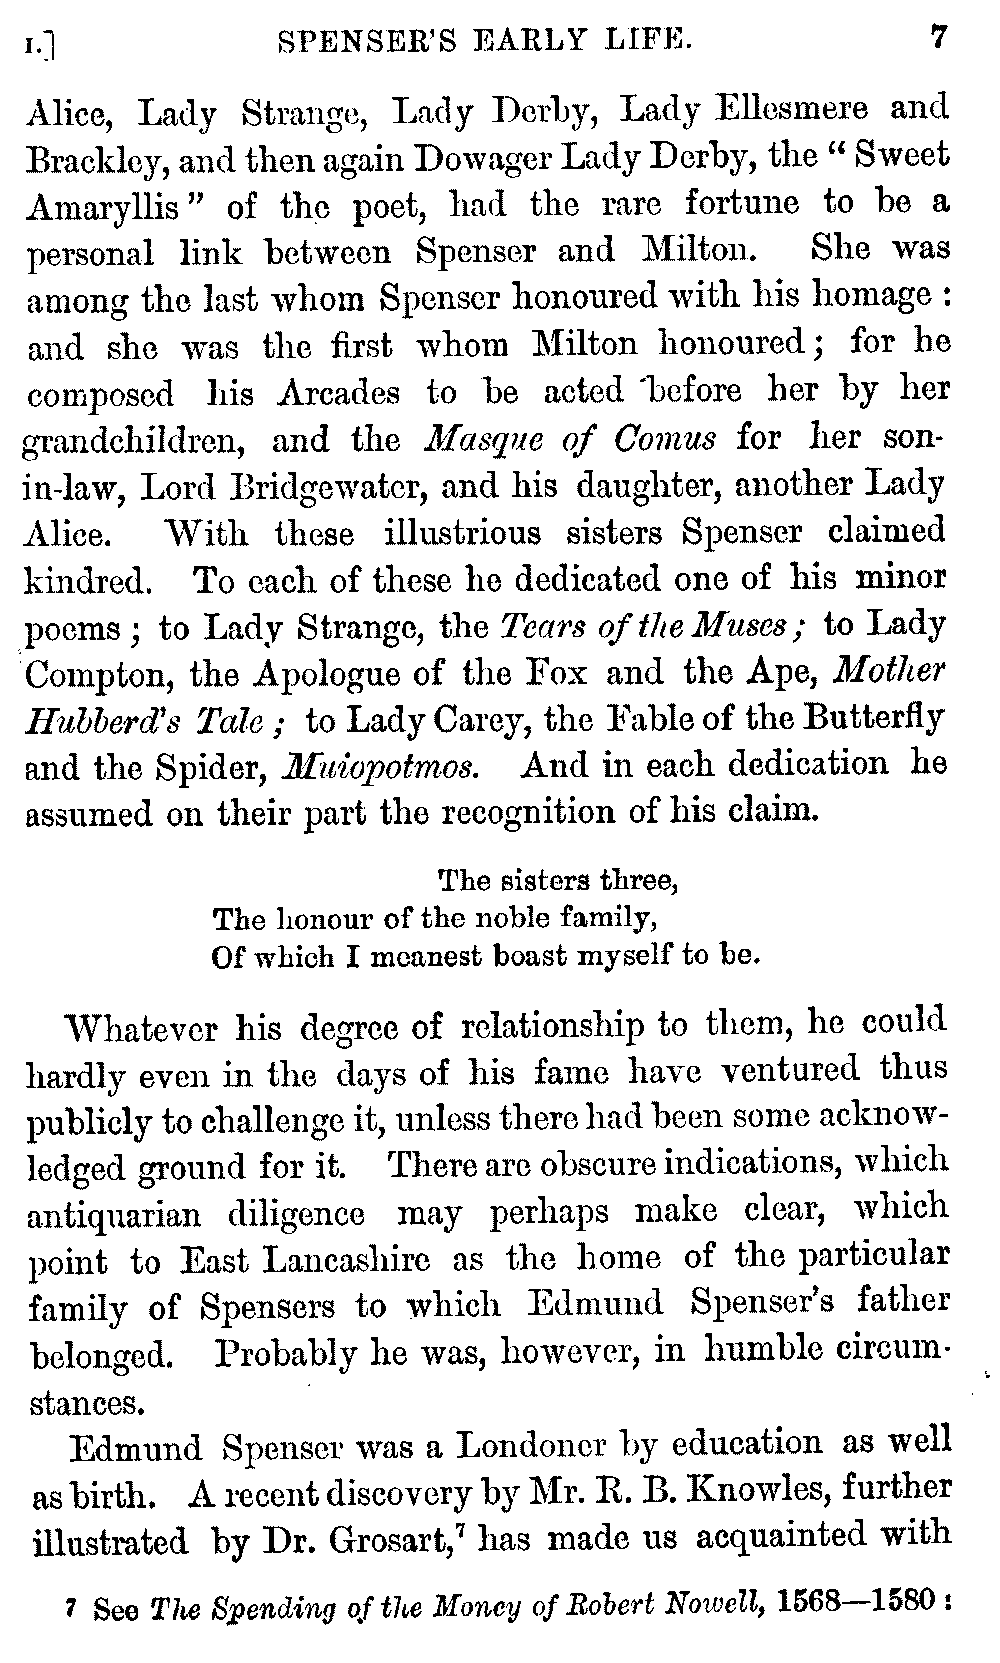 I.] SPENSER'S EARLY LIFE. 7
Alice, Lady Strange, Lady Derby, Lady Ellesmere and
Brackley, and then again Dowager Lady Derby, the “ Sweet
Amaryllis ” of the poet, had the rare fortune to be a
personal link between Spenser and Milton. She was
among the last whom Spenser honoured with his homage :
and she was the first whom Milton honoured ; for he
composed his Arcades to be acted before her by her
grandchildren, and the Masque of Comus for her son-
in-law, Lord Bridgewater, and his daughter, another Lady
Alice. With these illustrious sisters Spenser claimed
kindred. To each of these he dedicated one of his minor
poems ; to Lady Strange, the Tears of the Muses ; to Lady
Compton, the Apologue of the Fox and the Ape, Mother
Hubberd's Tale ; to Lady Carey, the Fable of the Butterfly
and the Spider, Muiopotmos. And in each dedication he
assumed on their part the recognition of his claim.
The sisters three,
The honour of the noble family,
Of which I meanest boast myself to be.
Whatever his degree of relationship to them, he could
hardly even in the days of his fame have ventured thus
publicly to challenge it, unless there had been some acknow-
ledged ground for it. There are obscure indications, which
antiquarian diligence may perhaps make clear, which
point to East Lancashire as the home of the particular
family of Spensers to which Edmund Spenser's father
belonged. Probably he was, however, in humble circum-
stances.
Edmund Spenser was a Londoner by education as well
as birth. A recent discovery by Mr. R. B. Knowles, further
illustrated by Dr. Grosart,⁷ has made us acquainted with
7 See The Spending of the Money of Robert Nowell, 1568—1580 :